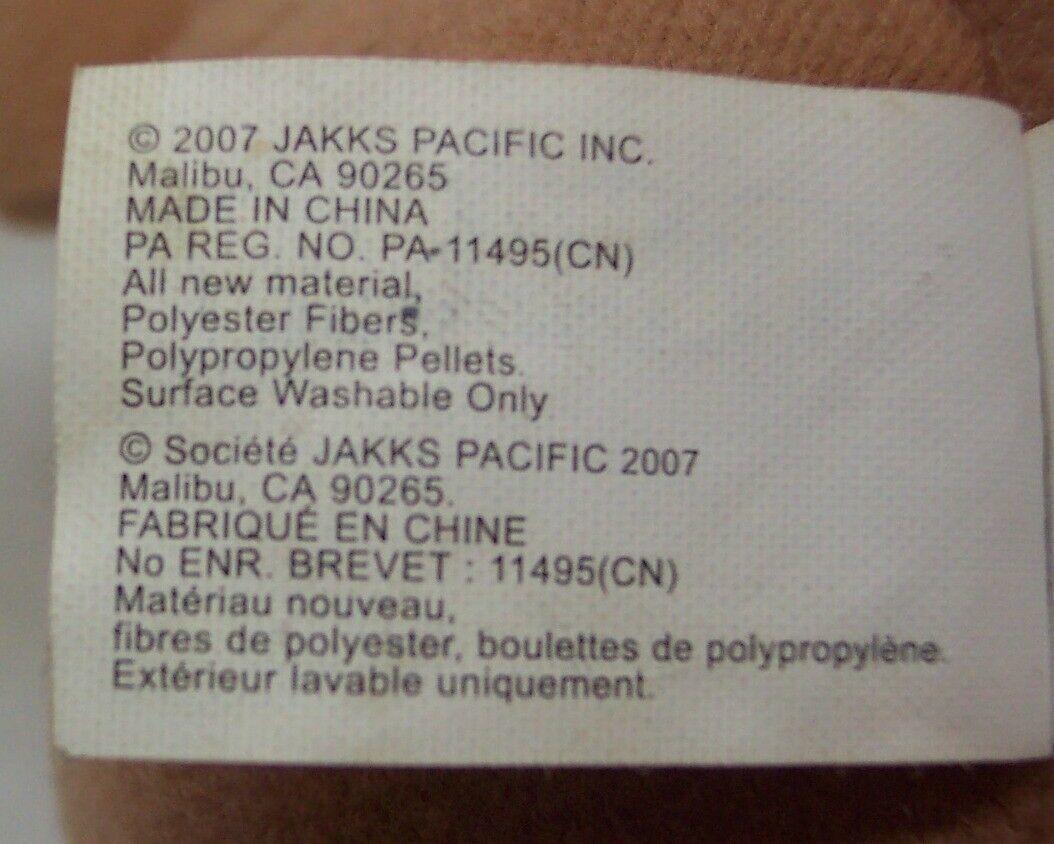 © 2007 JAKKS PACIFIC INC.
Malibu, CA 90265
MADE IN CHINA
PA REG. NO. PA-11495(CN)
All new material,
Polyester Fibers,
Polypropylene Pellets.
Surface Washable Only
© Société JAKKS PACIFIC 2007
Malibu, CA 90265.
FABRIQUÉ EN CHINE
No ENR. BREVET : 11495(CN)
Matériau nouveau,
fibres de polyester, boulettes de polypropylène.
Extérieur lavable uniquement.